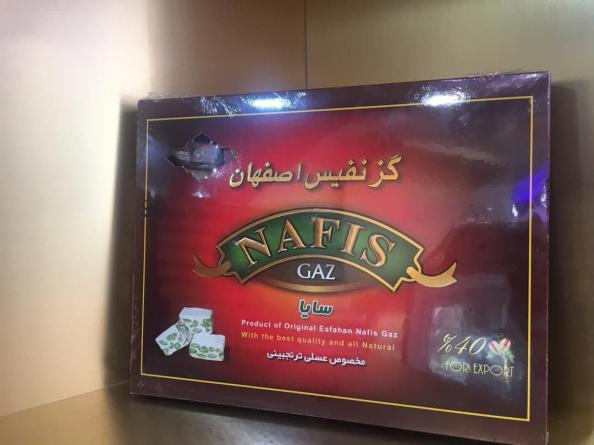 گز نفیس اصفهان
NAFIS
GAZ
سایا
Product of Original Esfahan Nafis Gaz
With the best quality and all Natural
مخصوص عسلی ترنجبینی
%40
FOR EXPORT